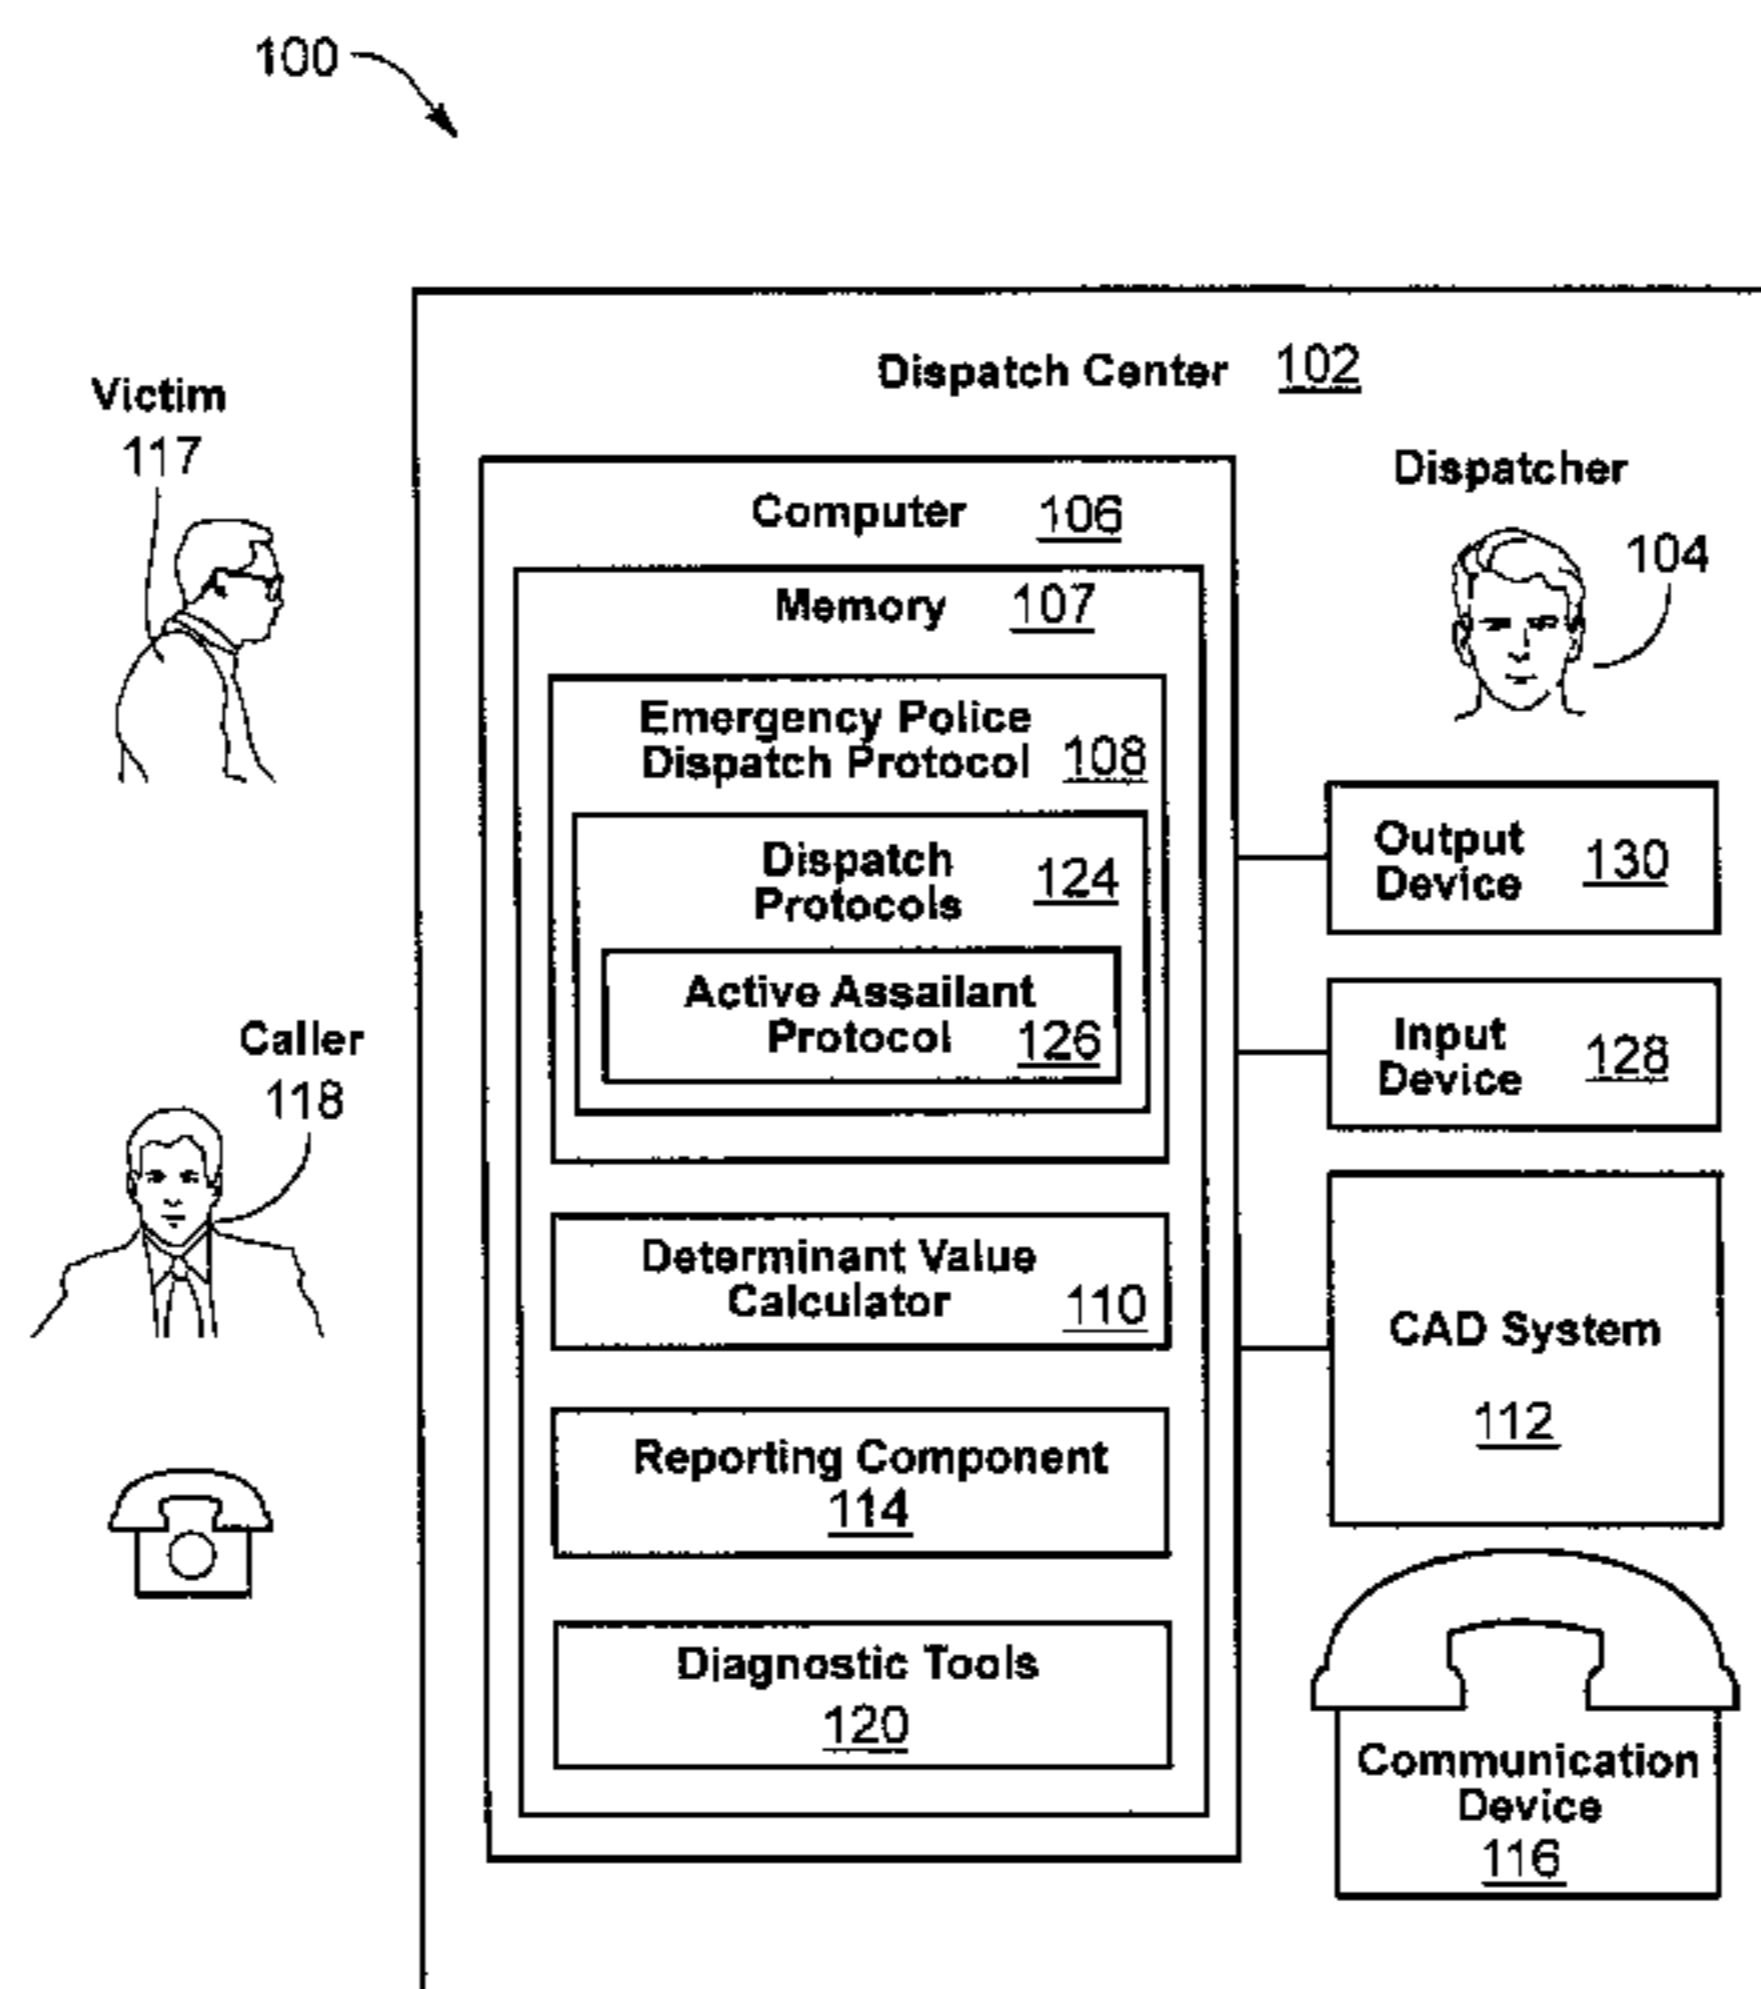 100
Dispatch Center 102
Victim
117
Dispatcher
104
Computer 106
Memory 107
Emergency Police
Dispatch Protocol 108
Dispatch
Protocols 124
Active Assailant
Protocol 126
Output
Device 130
Input
Device 128
Caller
118
Determinant Value
Calculator 110
CAD System
112
Reporting Component
114
Diagnostic Tools
120
Communication
Device
116